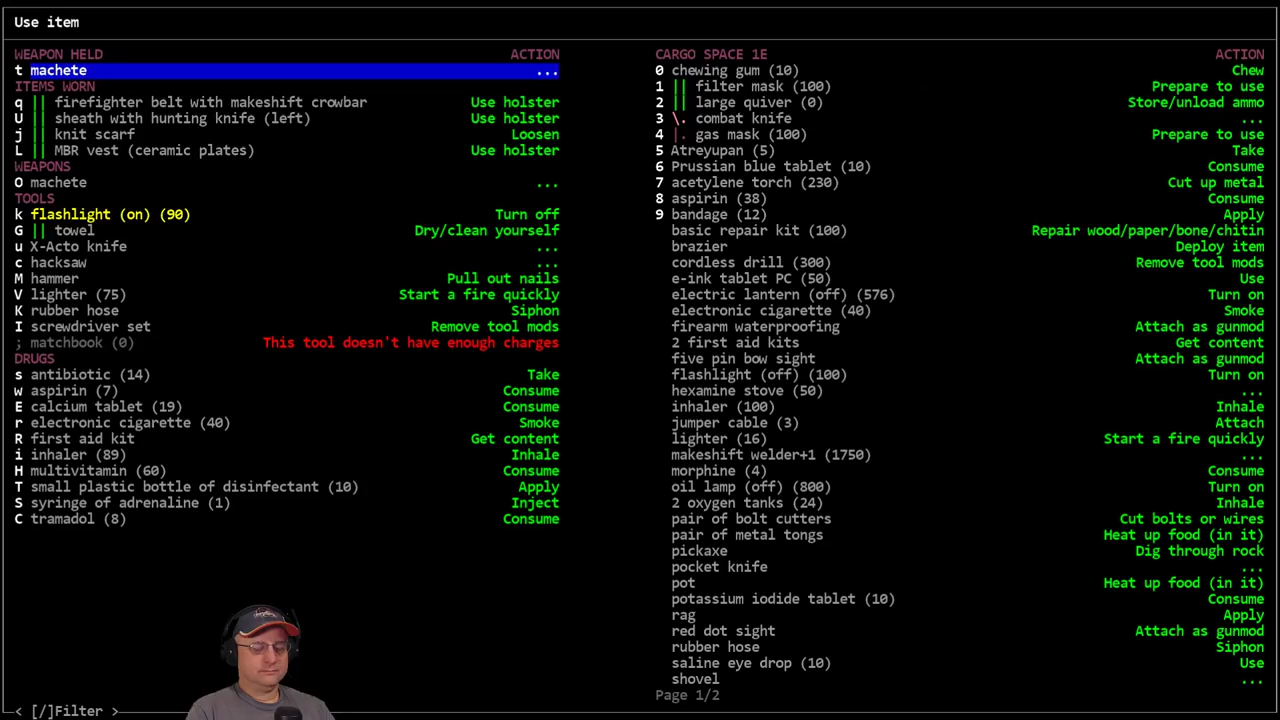 Use item
WEAPON HELD ACTION
t machete ...
ITEMS WORN
q || firefighter belt with makeshift crowbar Use holster
U || sheath with hunting knife (left) Use holster
j || knit scarf Loosen
L || MBR vest (ceramic plates) Use holster
WEAPONS
O machete ...
TOOLS
k flashlight (on) (90) Turn off
G || towel Dry/clean yourself
u X-Acto knife ...
c hacksaw ...
M hammer Pull out nails
V lighter (75) Start a fire quickly
K rubber hose Siphon
I screwdriver set Remove tool mods
; matchbook (0) This tool doesn't have enough charges
DRUGS
s antibiotic (14) Take
w aspirin (7) Consume
E calcium tablet (19) Consume
r electronic cigarette (40) Smoke
R first aid kit Get content
i inhaler (89) Inhale
H multivitamin (60) Consume
T small plastic bottle of disinfectant (10) Apply
S syringe of adrenaline (1) Inject
C tramadol (8) Consume
CARGO SPACE 1E ACTION
0 chewing gum (10) Chew
1 || filter mask (100) Prepare to use
2 || large quiver (0) Store/unload ammo
3 \. combat knife ...
4 |. gas mask (100) Prepare to use
5 Atreyupan (5) Take
6 Prussian blue tablet (10) Consume
7 acetylene torch (230) Cut up metal
8 aspirin (38) Consume
9 bandage (12) Apply
basic repair kit (100) Repair wood/paper/bone/chitin
brazier Deploy item
cordless drill (300) Remove tool mods
e-ink tablet PC (50) Use
electric lantern (off) (576) Turn on
electronic cigarette (40) Smoke
firearm waterproofing Attach as gunmod
2 first aid kits Get content
five pin bow sight Attach as gunmod
flashlight (off) (100) Turn on
hexamine stove (50) ...
inhaler (100) Inhale
jumper cable (3) Attach
lighter (16) Start a fire quickly
makeshift welder+1 (1750) ...
morphine (4) Consume
oil lamp (off) (800) Turn on
2 oxygen tanks (24) Inhale
pair of bolt cutters Cut bolts or wires
pair of metal tongs Heat up food (in it)
pickaxe Dig through rock
pocket knife ...
pot Heat up food (in it)
potassium iodide tablet (10) Consume
rag Apply
red dot sight Attach as gunmod
rubber hose Siphon
saline eye drop (10) Use
shovel ...
Page 1/2
< [/]Filter >